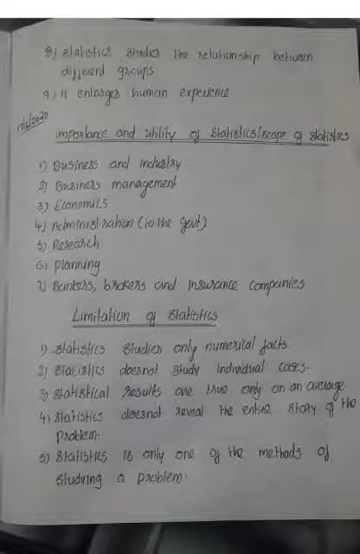 8) statistics studies the relationship between
different groups
9.) It enlarges human experience
Importance and utility of statistics/scope of statistics
1) Business and industry
2) Business management
3) Economics
4) Administration (to the govt)
5) Research
6) Planning
7) Bankers, brokers and Insurance companies
Limitation of Statistics
1) Statistics studies only numerical facts.
2) Statistics doesnot study individual cases.
3) Statistical results are true only on an average
4) Statistics doesnot reveal the entire story of the
problem.
5) Statistics is only one of the methods of
studying a problem.